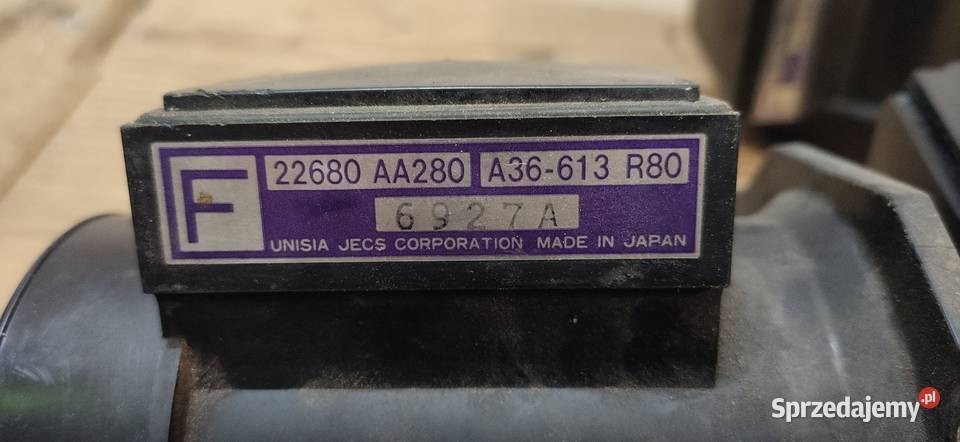 F
22680 AA280 A36-613 R80
6927A
UNISIA JECS CORPORATION MADE IN JAPAN
Sprzedajemy.pl